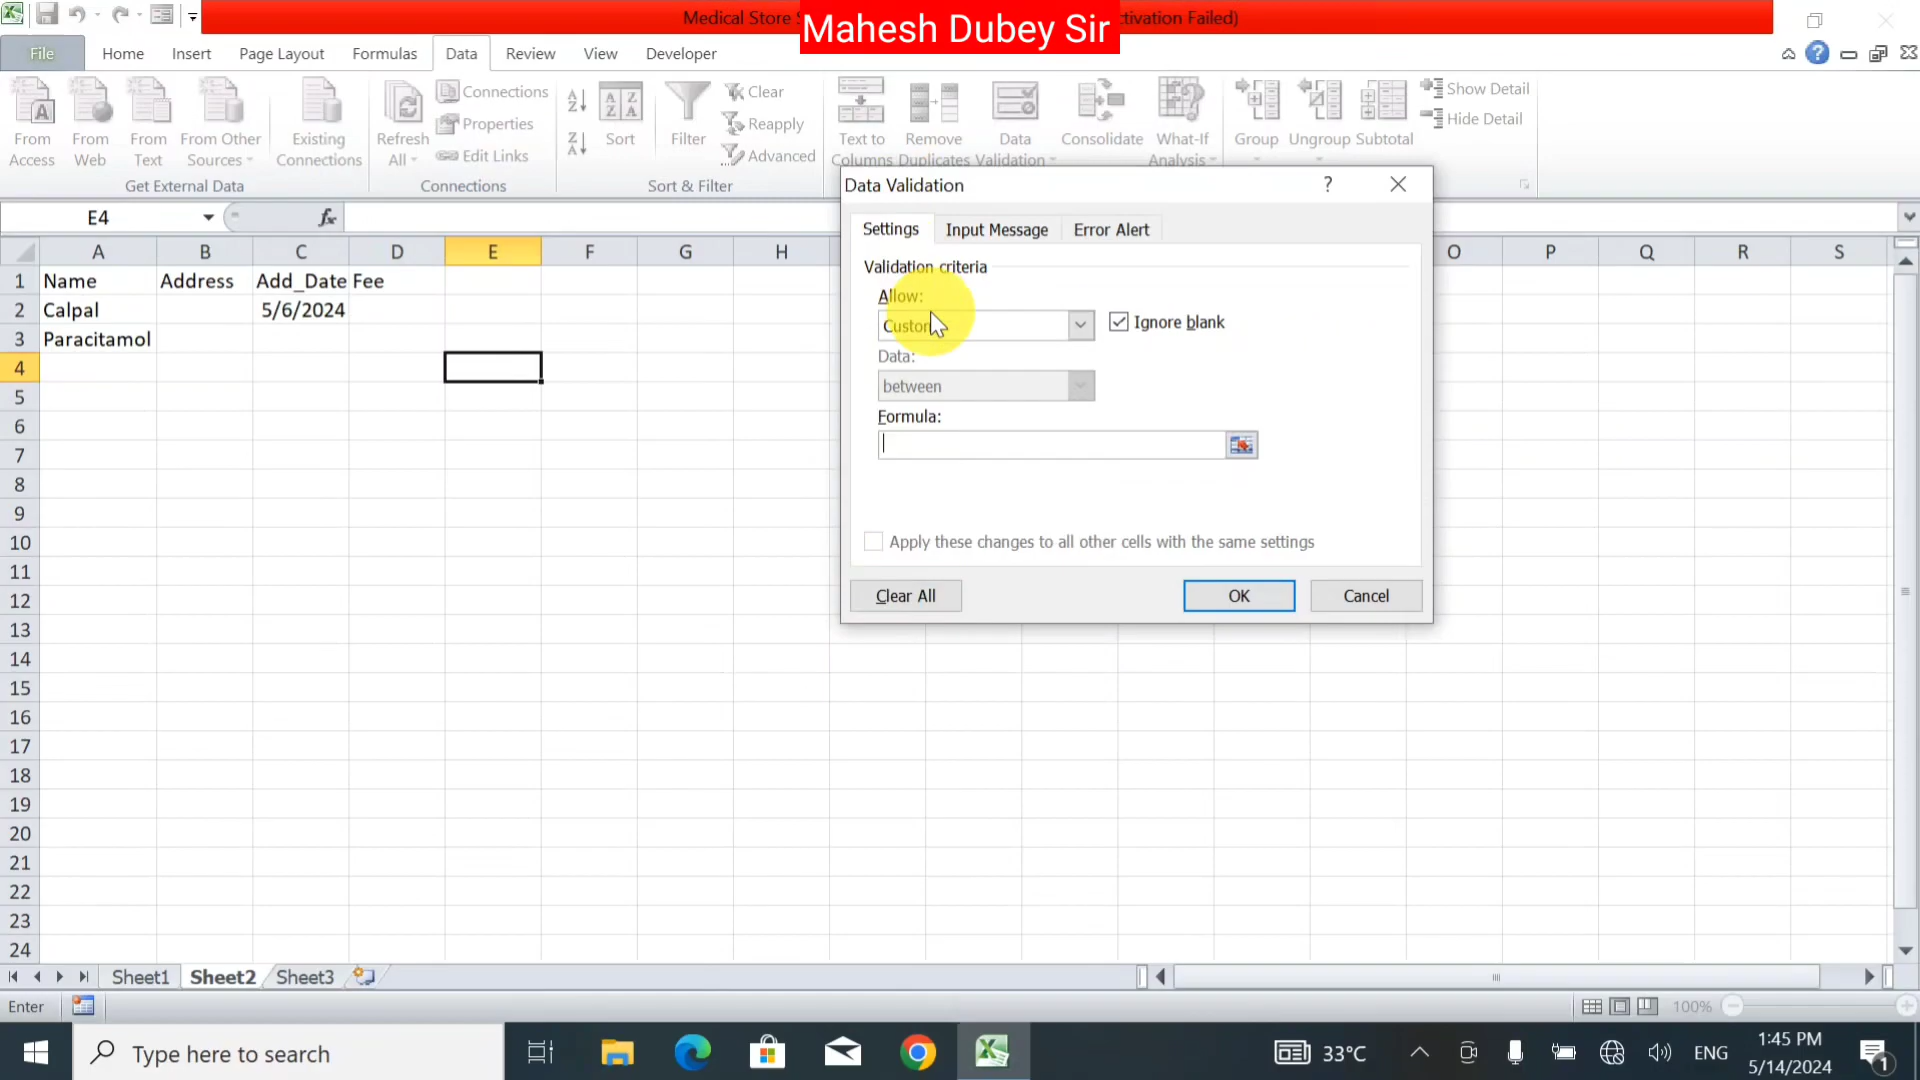 Medical Store S
Mahesh Dubey Sir
ctivation Failed)
File Home Insert Page Layout Formulas Data Review View Developer
From Access
From Web
From Text
From Other Sources
Existing Connections
Get External Data
Refresh All
Connections
Properties
Edit Links
Connections
Sort
Filter
Clear
Reapply
Advanced
Sort & Filter
Text to Columns
Remove Duplicates
Data Validation
Consolidate
What-If Analysis
Group
Ungroup
Subtotal
Show Detail
Hide Detail
E4
fx
A B C D E F G H O P Q R S
1 Name Address Add_Date Fee
2 Calpal 5/6/2024
3 Paracitamol
4
5
6
7
8
9
10
11
12
13
14
15
16
17
18
19
20
21
22
23
24
Data Validation ?
Settings Input Message Error Alert
Validation criteria
Allow:
Custom
Ignore blank
Data:
between
Formula:
Apply these changes to all other cells with the same settings
Clear All OK Cancel
Sheet1 Sheet2 Sheet3
Enter 100%
Type here to search
33°C
ENG
1:45 PM
5/14/2024
1